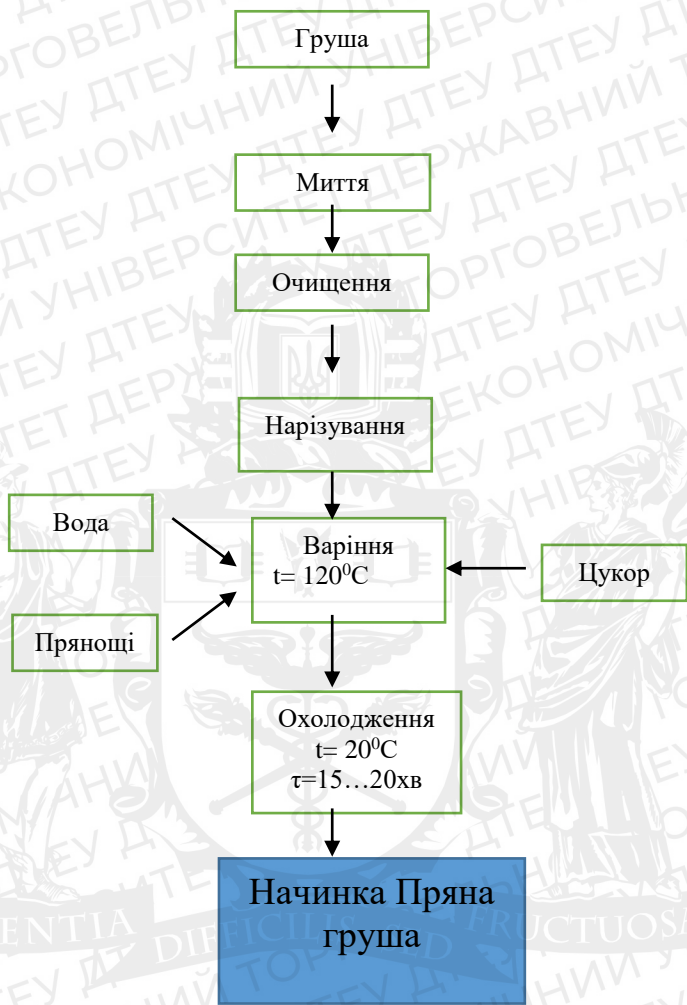 Груша
Миття
Очищення
Нарізування
Вода
Варіння
t= 120⁰С
Цукор
Прянощі
Охолодження
t= 20⁰С
τ=15…20хв
Начинка Пряна
груша